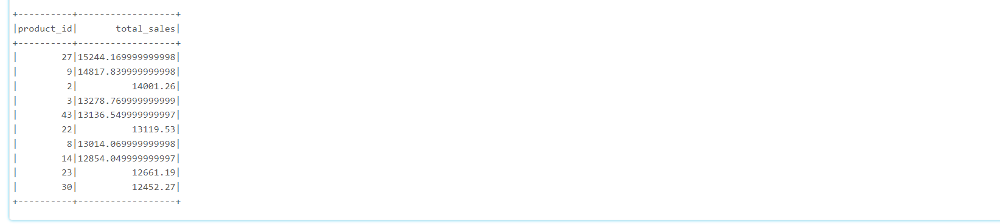 +----------+------------------+
|product_id|       total_sales|
+----------+------------------+
|        27|15244.169999999998|
|         9|14817.839999999998|
|         2|          14001.26|
|         3|13278.769999999999|
|        43|13136.549999999997|
|        22|          13119.53|
|         8|13014.069999999998|
|        14|12854.049999999997|
|        23|          12661.19|
|        30|          12452.27|
+----------+------------------+